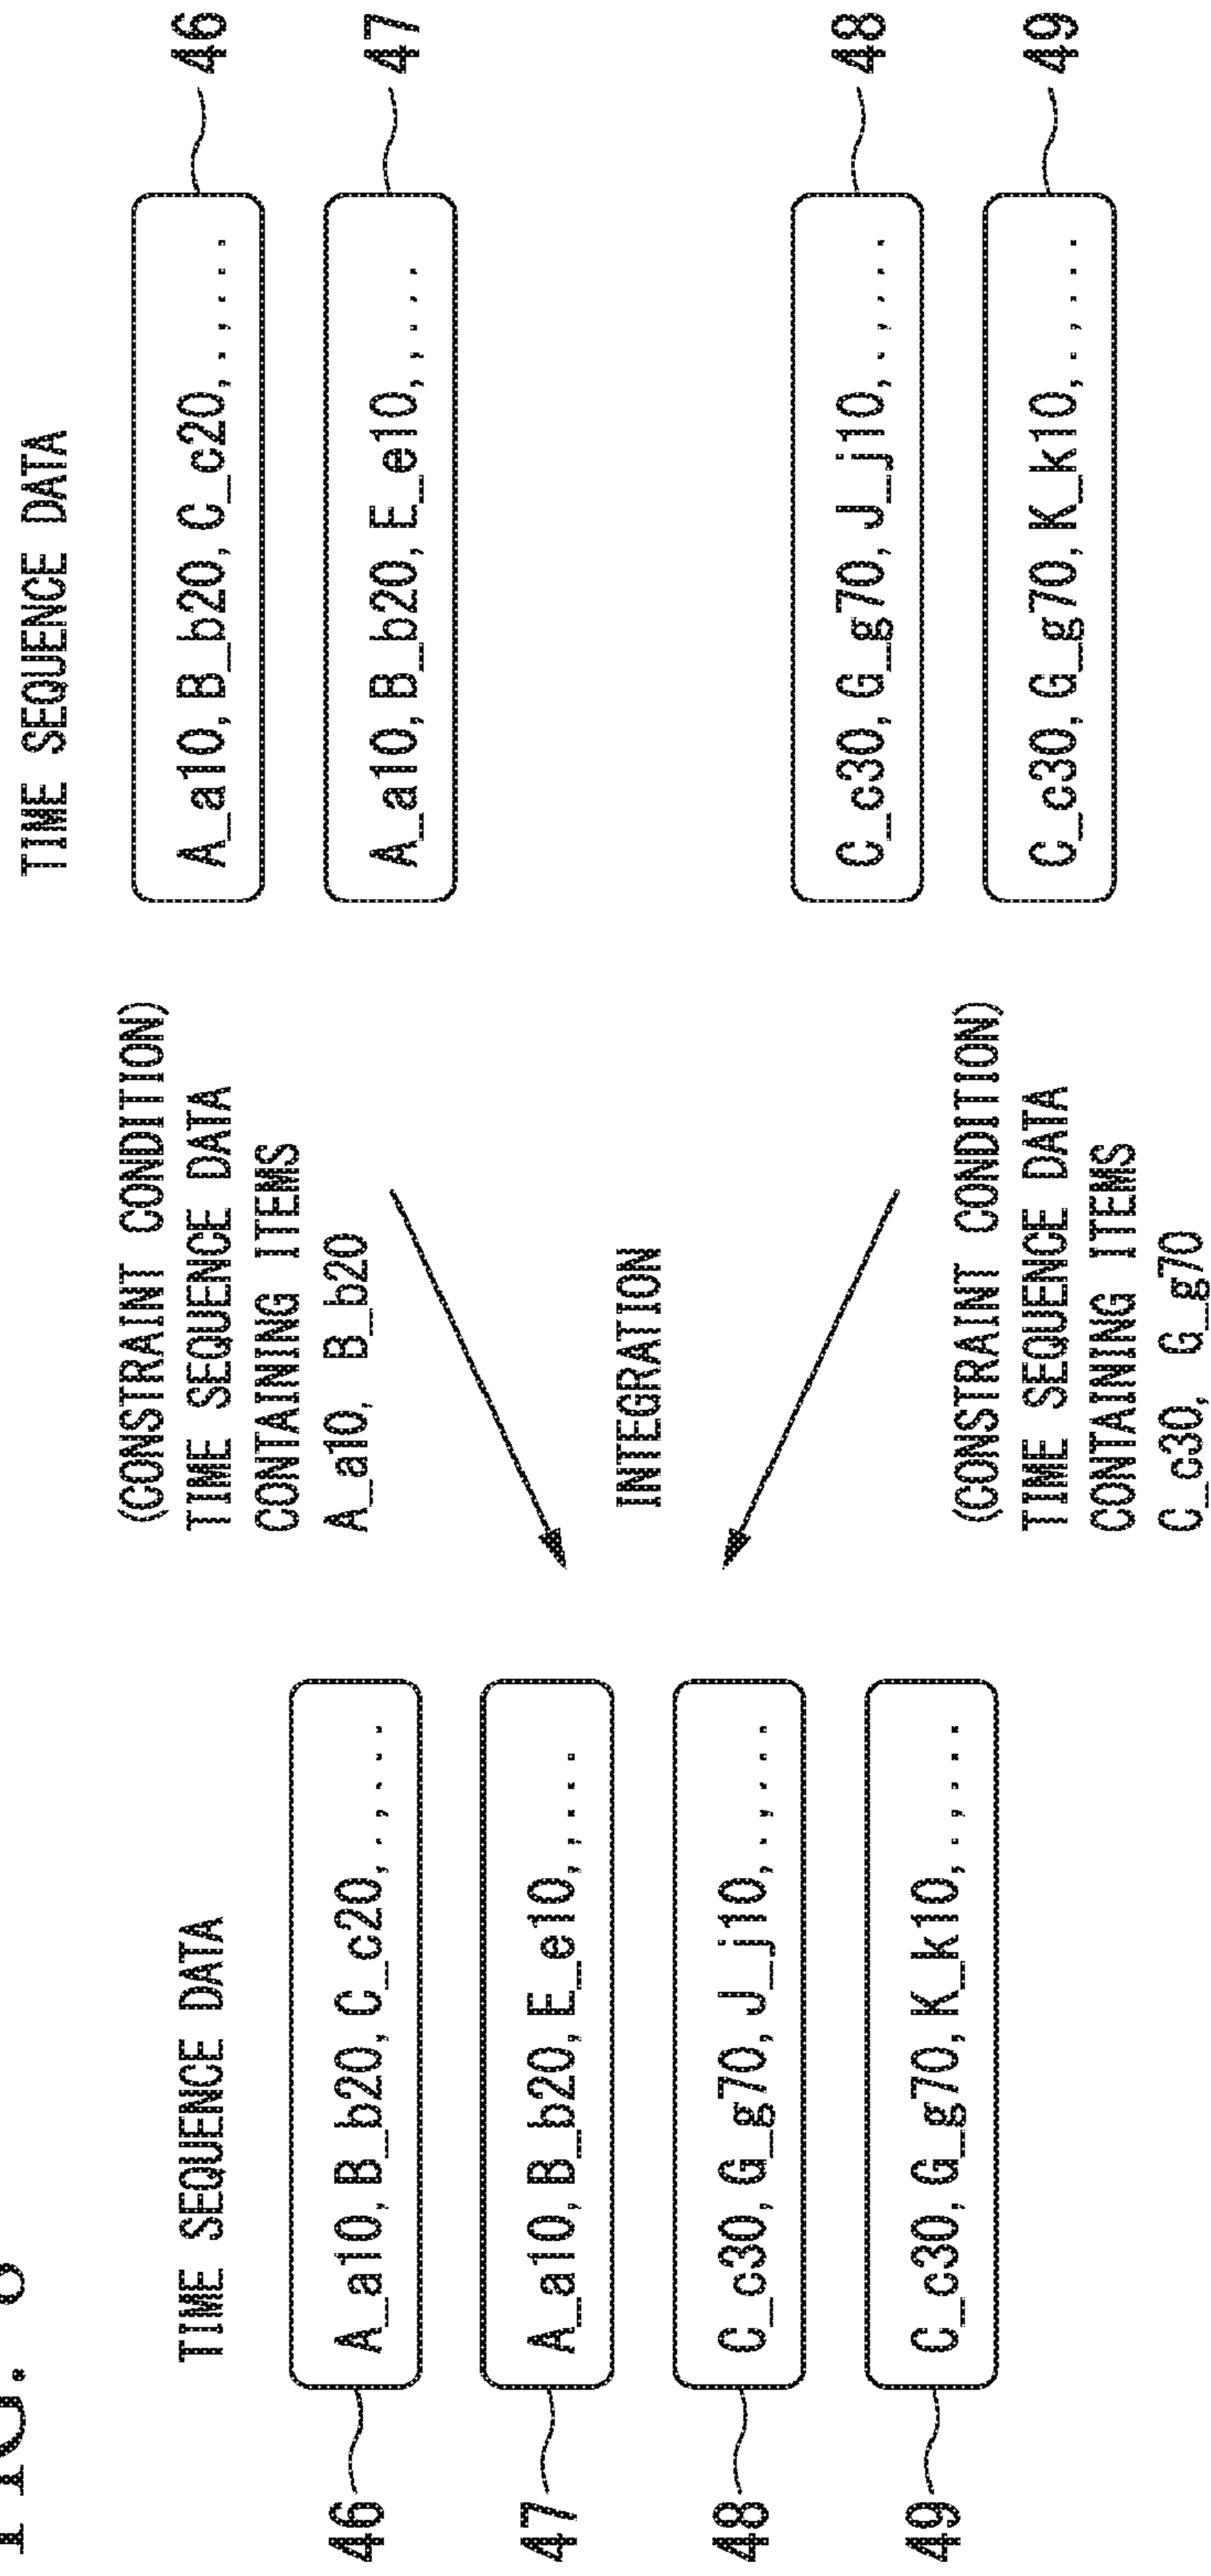 FIG.
TIME SEQUENCE DATA
46
A_a10, B_b20, C_c20, . , . . .
47
A_a10, B_b20, E_e10, , . . .
48
C_c30, G_g70, J_j10, . , . . .
49
C_c30, G_g70, K_k10, . , . . .
(CONSTRAINT CONDITION)
TIME SEQUENCE DATA
CONTAINING ITEMS
A_a10, B_b20
INTEGRATION
(CONSTRAINT CONDITION)
TIME SEQUENCE DATA
CONTAINING ITEMS
C_c30, G_g70
TIME SEQUENCE DATA
A_a10, B_b20, C_c20, . , . . .
46
A_a10, B_b20, E_e10, , . . .
47
C_c30, G_g70, J_j10, . , . . .
48
C_c30, G_g70, K_k10, . , . . .
49